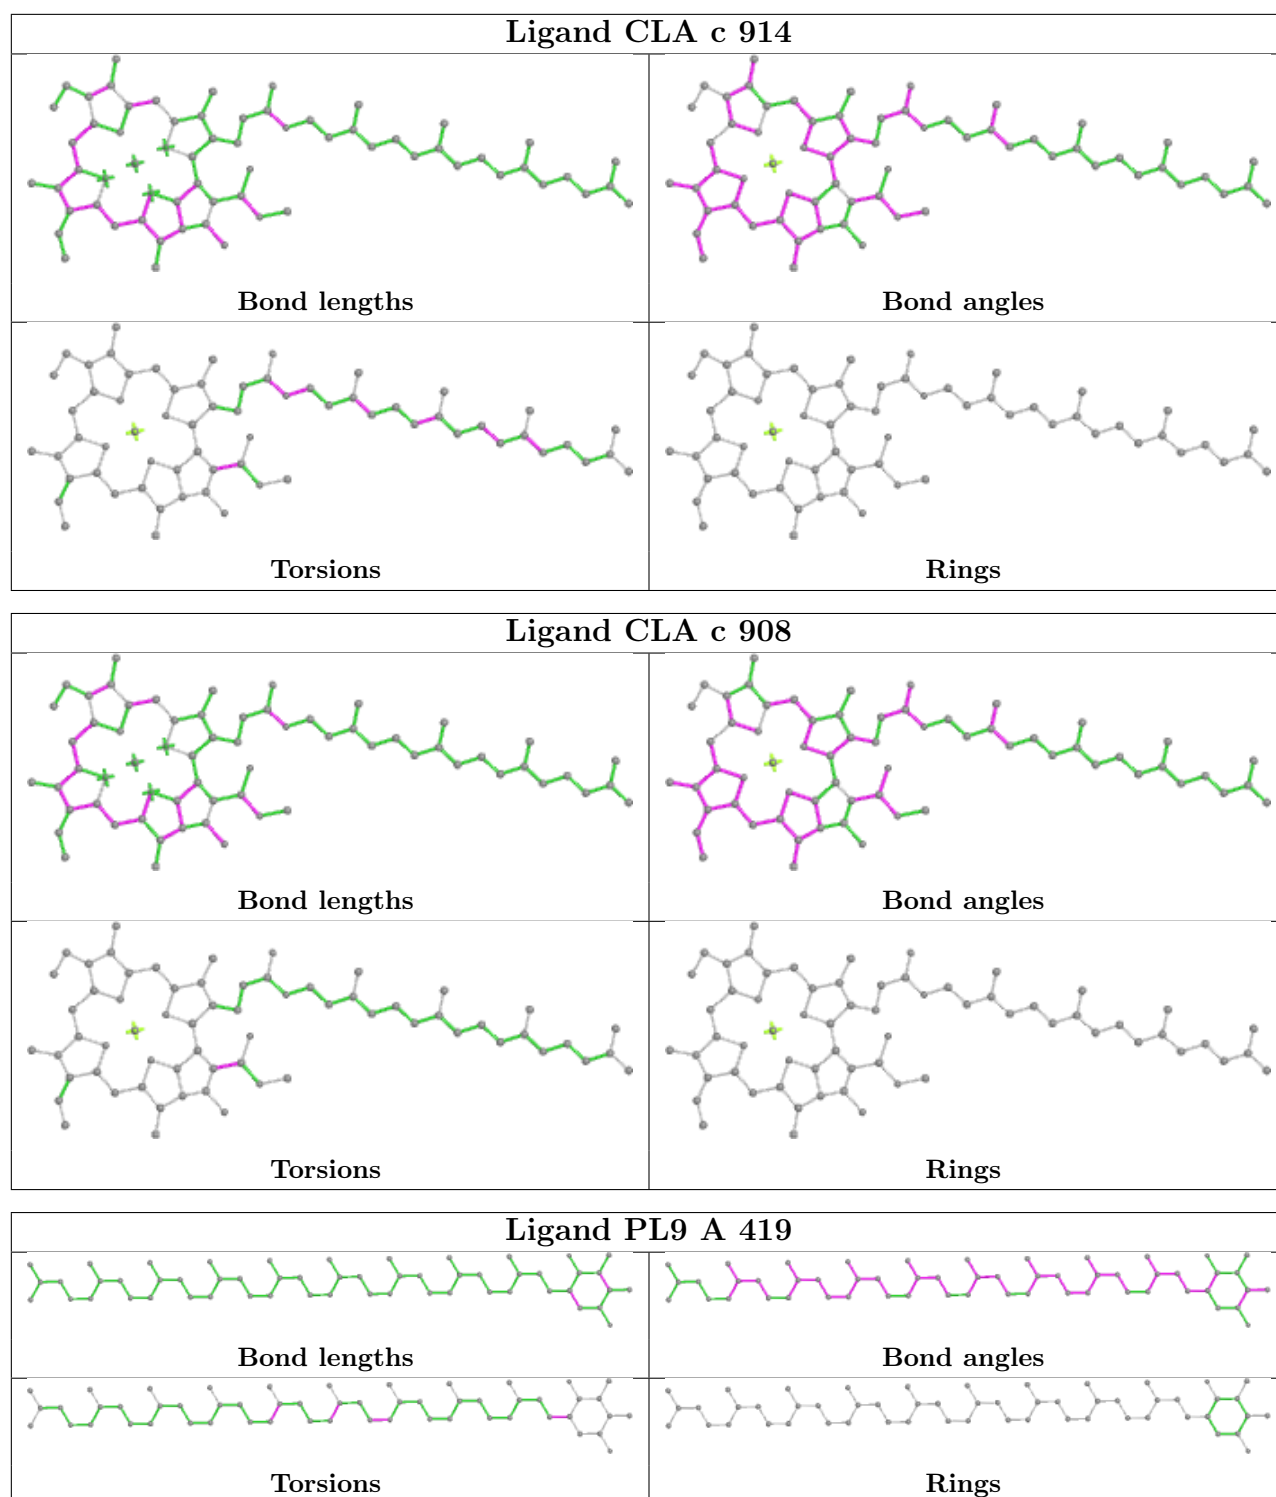 Ligand CLA c 914
Bond lengths
Bond angles
Torsions
Rings
Ligand CLA c 908
Bond lengths
Bond angles
Torsions
Rings
Ligand PL9 A 419
Bond lengths
Bond angles
Torsions
Rings